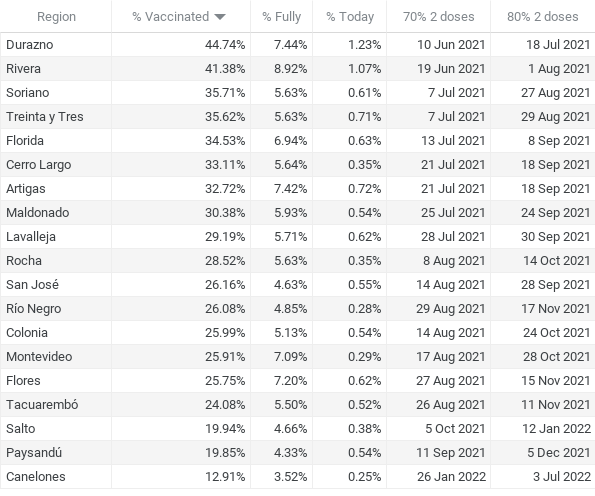 Region % Vaccinated % Fully % Today 70% 2 doses 80% 2 doses
Durazno 44.74% 7.44% 1.23% 10 Jun 2021 18 Jul 2021
Rivera 41.38% 8.92% 1.07% 19 Jun 2021 1 Aug 2021
Soriano 35.71% 5.63% 0.61% 7 Jul 2021 27 Aug 2021
Treinta y Tres 35.62% 5.63% 0.71% 7 Jul 2021 29 Aug 2021
Florida 34.53% 6.94% 0.63% 13 Jul 2021 8 Sep 2021
Cerro Largo 33.11% 5.64% 0.35% 21 Jul 2021 18 Sep 2021
Artigas 32.72% 7.42% 0.72% 21 Jul 2021 18 Sep 2021
Maldonado 30.38% 5.93% 0.54% 25 Jul 2021 24 Sep 2021
Lavalleja 29.19% 5.71% 0.62% 28 Jul 2021 30 Sep 2021
Rocha 28.52% 5.63% 0.35% 8 Aug 2021 14 Oct 2021
San José 26.16% 4.63% 0.55% 14 Aug 2021 28 Sep 2021
Río Negro 26.08% 4.85% 0.28% 29 Aug 2021 17 Nov 2021
Colonia 25.99% 5.13% 0.54% 14 Aug 2021 24 Oct 2021
Montevideo 25.91% 7.09% 0.29% 17 Aug 2021 28 Oct 2021
Flores 25.75% 7.20% 0.62% 27 Aug 2021 15 Nov 2021
Tacuarembó 24.08% 5.50% 0.52% 26 Aug 2021 11 Nov 2021
Salto 19.94% 4.66% 0.38% 5 Oct 2021 12 Jan 2022
Paysandú 19.85% 4.33% 0.54% 11 Sep 2021 5 Dec 2021
Canelones 12.91% 3.52% 0.25% 26 Jan 2022 3 Jul 2022